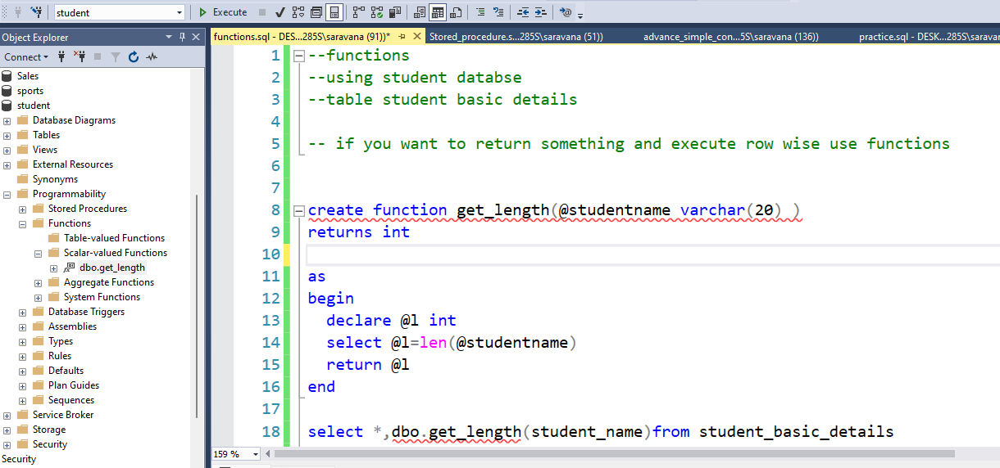 student
Execute
Object Explorer
Connect
Sales
sports
student
Database Diagrams
Tables
Views
External Resources
Synonyms
Programmability
Stored Procedures
Functions
Table-valued Functions
Scalar-valued Functions
dbo.get_length
Aggregate Functions
System Functions
Database Triggers
Assemblies
Types
Rules
Defaults
Plan Guides
Sequences
Service Broker
Storage
Security
Security
functions.sql - DES...285S\saravana (91))*
Stored_procedure.s...285S\saravana (51))
advance_simple_con...5S\saravana (136))
practice.sql - DESK...285S\saravan
1 --functions
2 --using student databse
3 --table student basic details
4
5 -- if you want to return something and execute row wise use functions
6
7
8 create function get_length(@studentname varchar(20) )
9 returns int
10
11 as
12 begin
13 declare @l int
14 select @l=len(@studentname)
15 return @l
16 end
17
18 select *,dbo.get_length(student_name)from student_basic_details
159 %